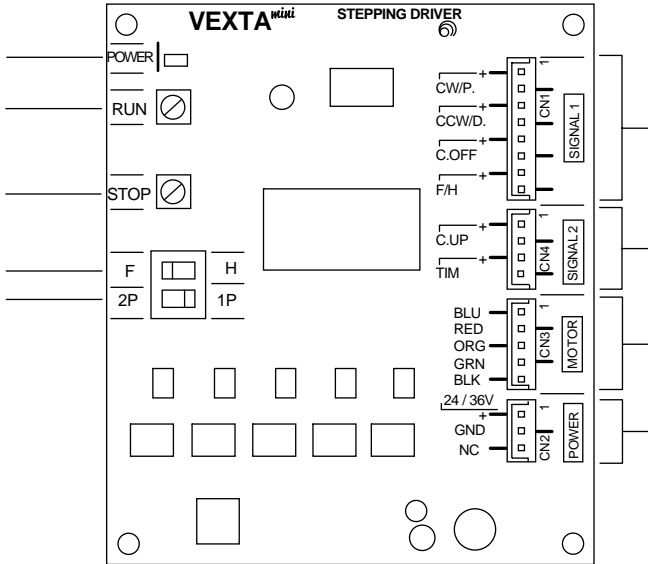 VEXTA mini
STEPPING DRIVER
POWER
RUN
STOP
F H
2P 1P
CW/P. +
CCW/D. +
C.OFF +
F/H +
1
CN1
SIGNAL 1
C.UP +
TIM +
1
CN4
SIGNAL 2
BLU
RED
ORG
GRN
BLK
1
CN3
MOTOR
24 / 36V
+
GND
NC
1
CN2
POWER